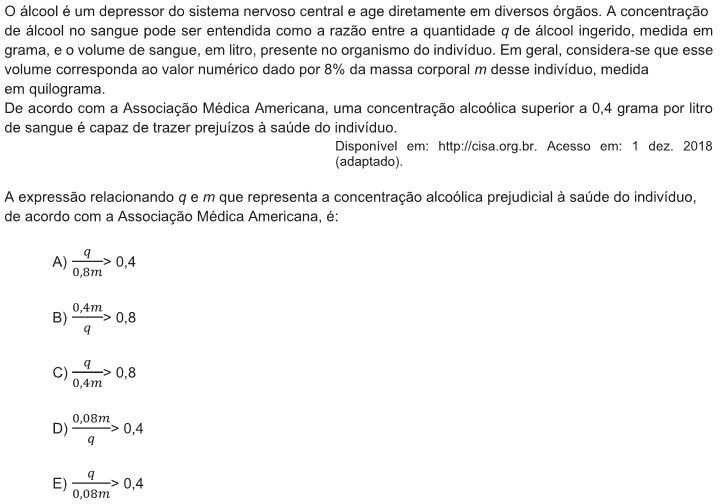 O álcool é um depressor do sistema nervoso central e age diretamente em diversos órgãos. A concentração
de álcool no sangue pode ser entendida como a razão entre a quantidade q de álcool ingerido, medida em
grama, e o volume de sangue, em litro, presente no organismo do indivíduo. Em geral, considera-se que esse
volume corresponda ao valor numérico dado por 8% da massa corporal m desse indivíduo, medida
em quilograma.
De acordo com a Associação Médica Americana, uma concentração alcoólica superior a 0,4 grama por litro
de sangue é capaz de trazer prejuízos à saúde do indivíduo.
Disponível em: http://cisa.org.br. Acesso em: 1 dez. 2018
(adaptado).
A expressão relacionando q e m que representa a concentração alcoólica prejudicial à saúde do indivíduo,
de acordo com a Associação Médica Americana, é:
A) q/0,8m > 0,4
B) 0,4m/q > 0,8
C) q/0,4m > 0,8
D) 0,08m/q > 0,4
E) q/0,08m > 0,4